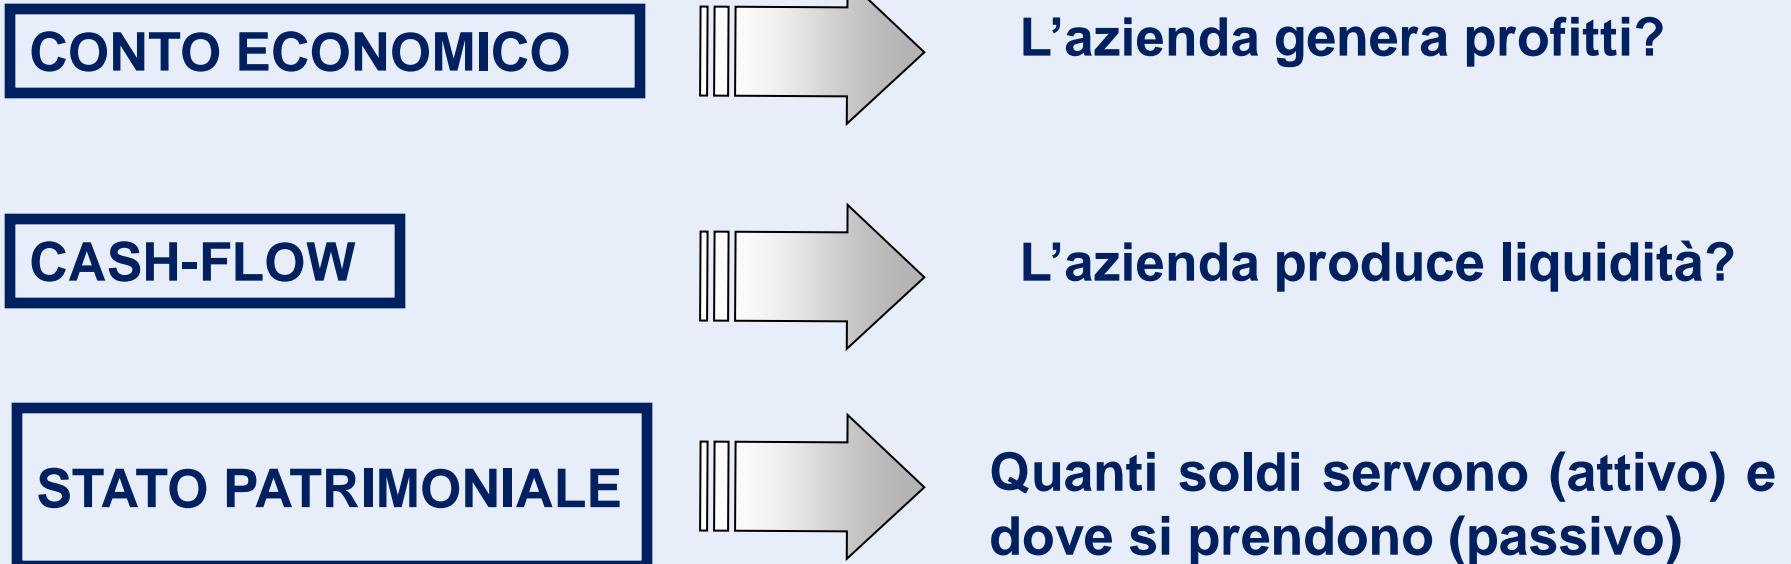 CONTO ECONOMICO
L’azienda genera profitti?
CASH-FLOW
L’azienda produce liquidità?
STATO PATRIMONIALE
Quanti soldi servono (attivo) e
dove si prendono (passivo)